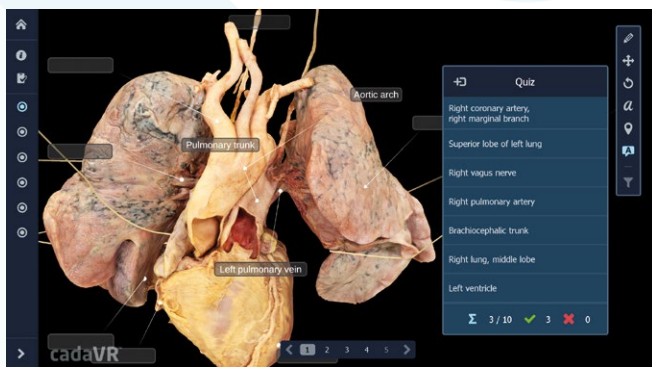 Aortic arch
Pulmonary trunk
Left pulmonary vein
Quiz
Right coronary artery,
right marginal branch
Superior lobe of left lung
Right vagus nerve
Right pulmonary artery
Brachiocephalic trunk
Right lung, middle lobe
Left ventricle
Σ 3 / 10 ✔ 3 ✖ 0
cadaVR
1 2 3 4 5
a
A